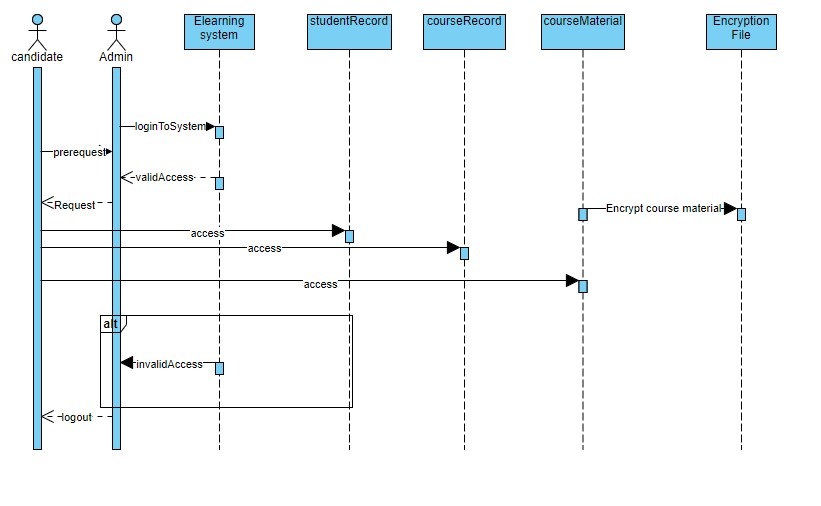 Elearning
system
studentRecord
courseRecord
courseMaterial
Encryption
File
candidate
Admin
loginToSystem
prerequest
validAccess
Request
Encrypt course material
access
access
access
alt
invalidAccess
logout